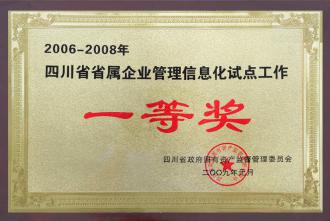 2006-2008年
四川省省属企业管理信息化试点工作
一等奖
四川省政府国有资产监督管理委员会
二〇〇九年元月